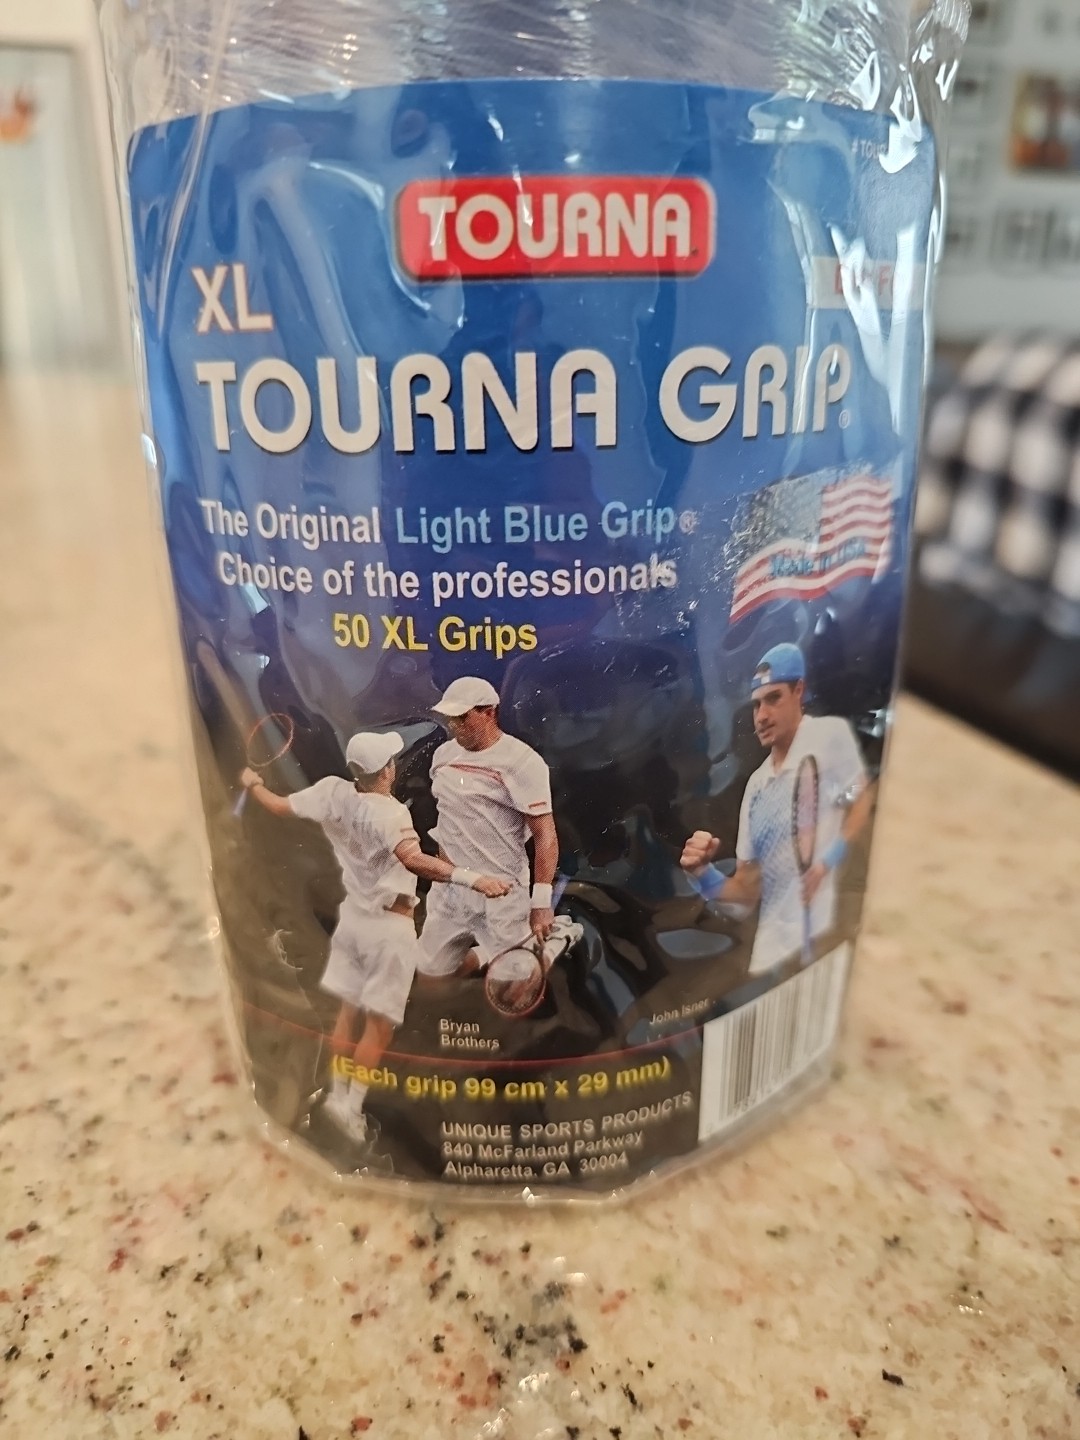 TOURNA
XL
TOURNA GRIP®
The Original Light Blue Grip®
Choice of the professionals
50 XL Grips
Made In USA
Bryan
Brothers
John Isner
(Each grip 99 cm x 29 mm)
UNIQUE SPORTS PRODUCTS
840 McFarland Parkway
Alpharetta, GA 30004